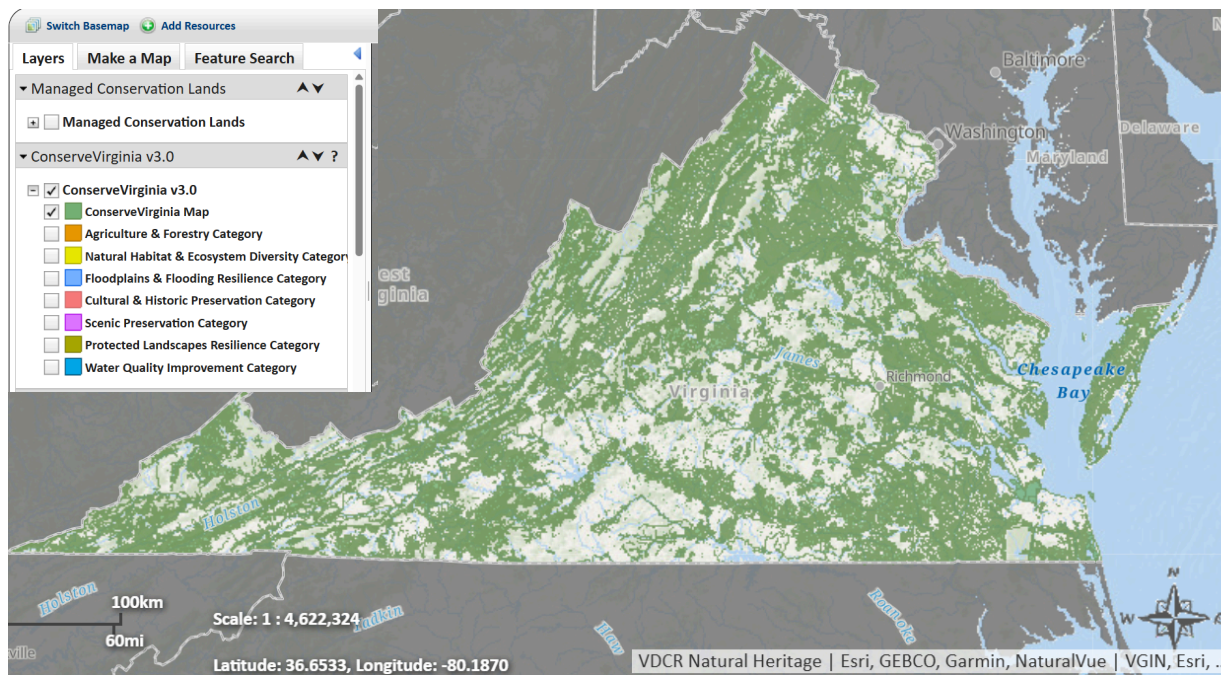 Switch Basemap Add Resources
Layers Make a Map Feature Search
Managed Conservation Lands
Managed Conservation Lands
ConserveVirginia v3.0 ?
ConserveVirginia v3.0
ConserveVirginia Map
Agriculture & Forestry Category
Natural Habitat & Ecosystem Diversity Category
Floodplains & Flooding Resilience Category
Cultural & Historic Preservation Category
Scenic Preservation Category
Protected Landscapes Resilience Category
Water Quality Improvement Category
Baltimore
Washington
Delaware
Maryland
est
ginia
James
Richmond
Virginia
Chesapeake
Bay
Holston
Holston
100km
60mi
Scale: 1 : 4,622,324
adkin
Haw
Roanoke
N
W
ville
Latitude: 36.6533, Longitude: -80.1870
VDCR Natural Heritage | Esri, GEBCO, Garmin, NaturalVue | VGIN, Esri, ...